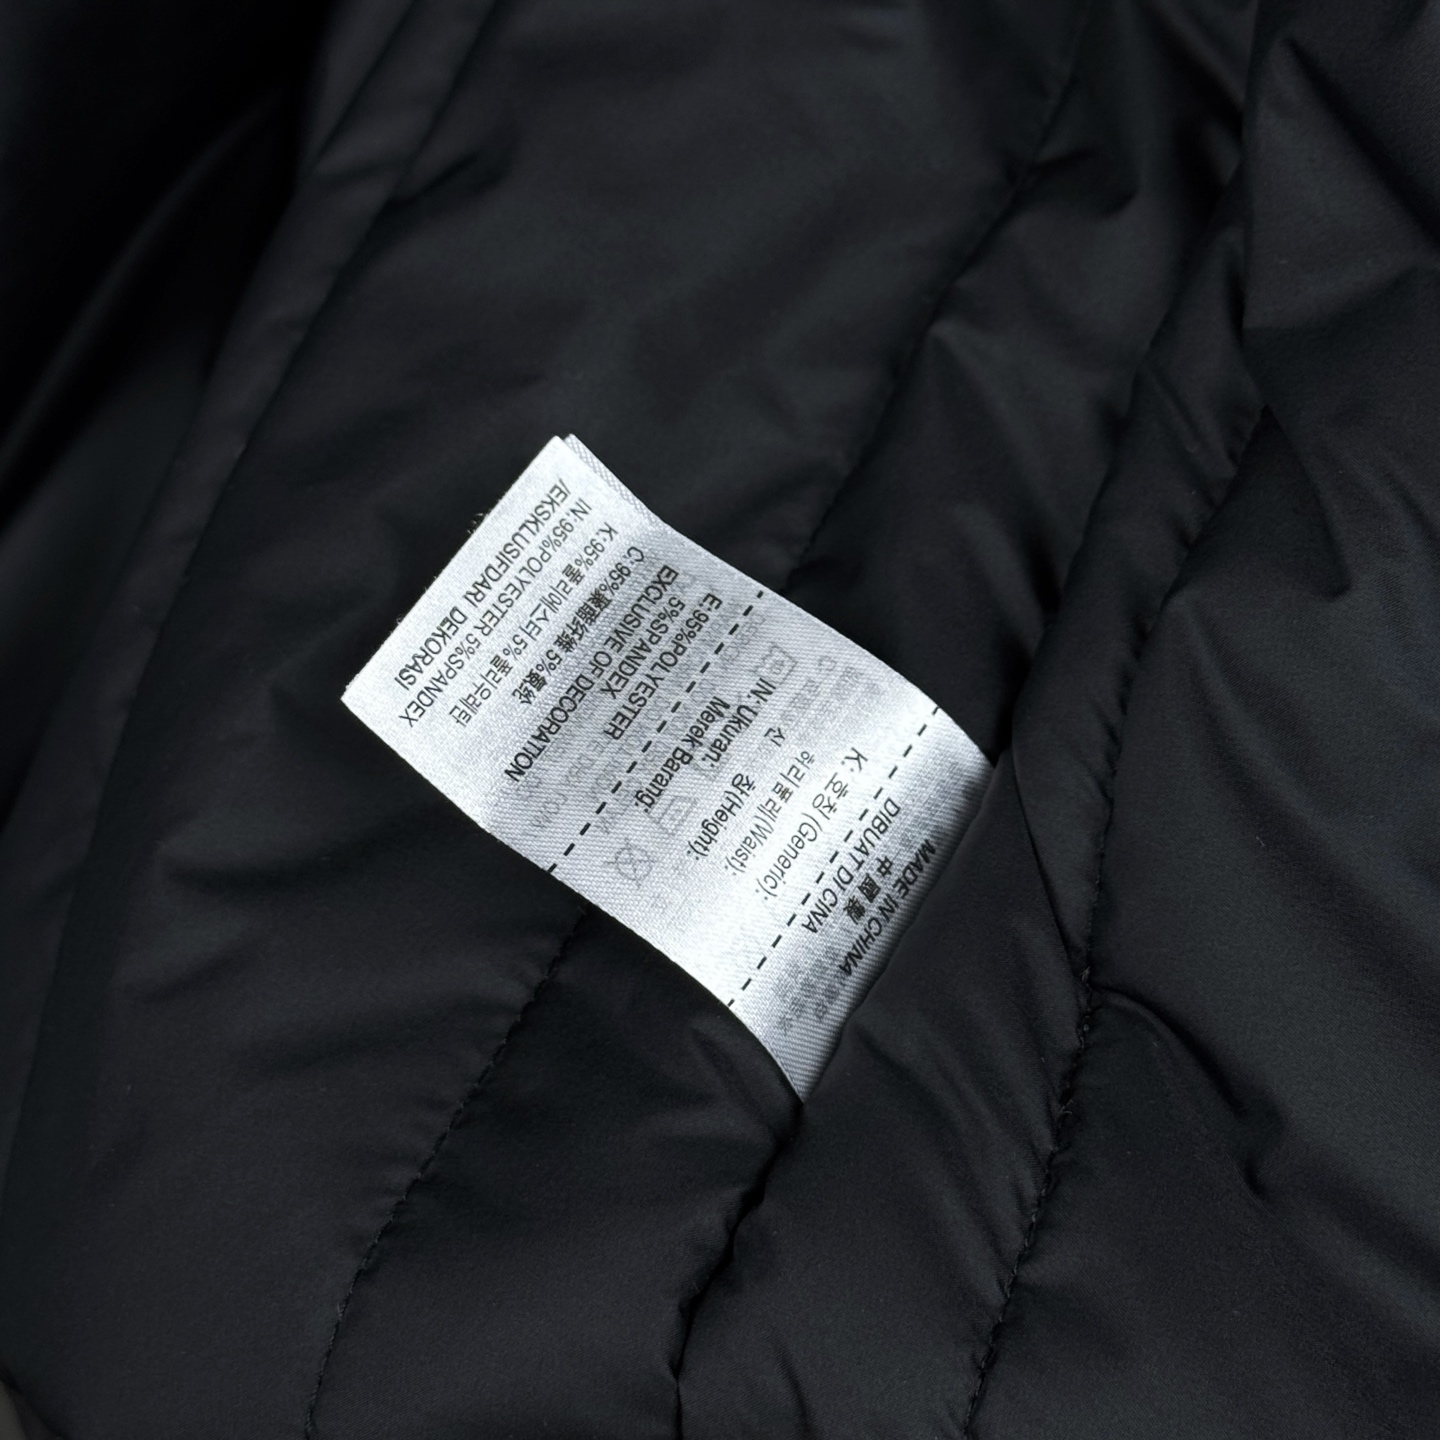 MADE IN CHINA
中國製
DIBUAT DI CINA
K: 호칭 (Generic):
허리둘레(Waist):
신 장(Height):
IN:Ukuran:
Merek Barang:
E:95%POLYESTER
5%SPANDEX
EXCLUSIVE OF DECORATION
C:95%聚酯纤维 5%氨纶
K:95%폴리에스터 5%폴리우레탄
IN:95%POLYESTER 5%SPANDEX
/EKSKLUSIFDARI DEKORASI